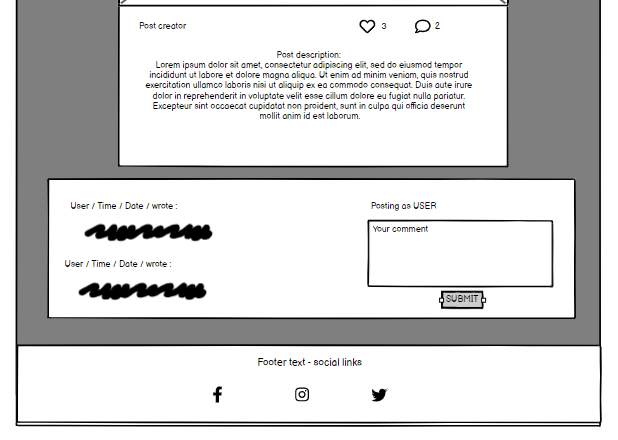 Post creator
3
2
Post description:
Lorem ipsum dolor sit amet, consectetur adipiscing elit, sed do eiusmod tempor
incididunt ut labore et dolore magna aliqua. Ut enim ad minim veniam, quis nostrud
exercitation ullamco laboris nisi ut aliquip ex ea commodo consequat. Duis aute irure
dolor in reprehenderit in voluptate velit esse cillum dolore eu fugiat nulla pariatur.
Excepteur sint occaecat cupidatat non proident, sunt in culpa qui officia deserunt
mollit anim id est laborum.
User / Time / Date / wrote :
User / Time / Date / wrote :
Posting as USER
Your comment
SUBMIT
Footer text - social links